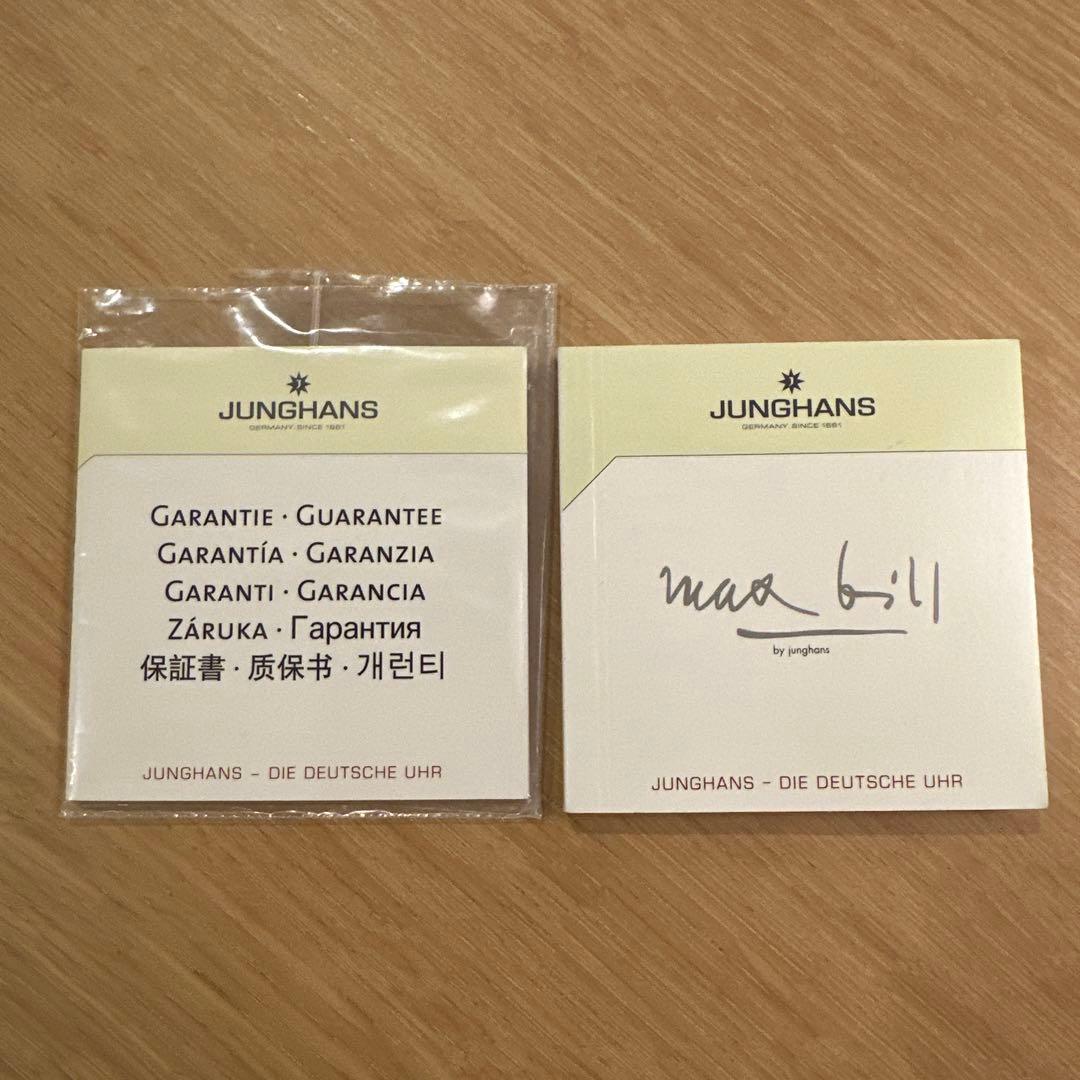 JUNGHANS
GERMANY. SINCE 1861
GARANTIE · GUARANTEE
GARANTÍA · GARANZIA
GARANTI · GARANCIA
ZÁRUKA · Гарантия
保証書 · 质保书 · 개런티
JUNGHANS – DIE DEUTSCHE UHR
JUNGHANS
GERMANY. SINCE 1861
max bill
by junghans
JUNGHANS – DIE DEUTSCHE UHR